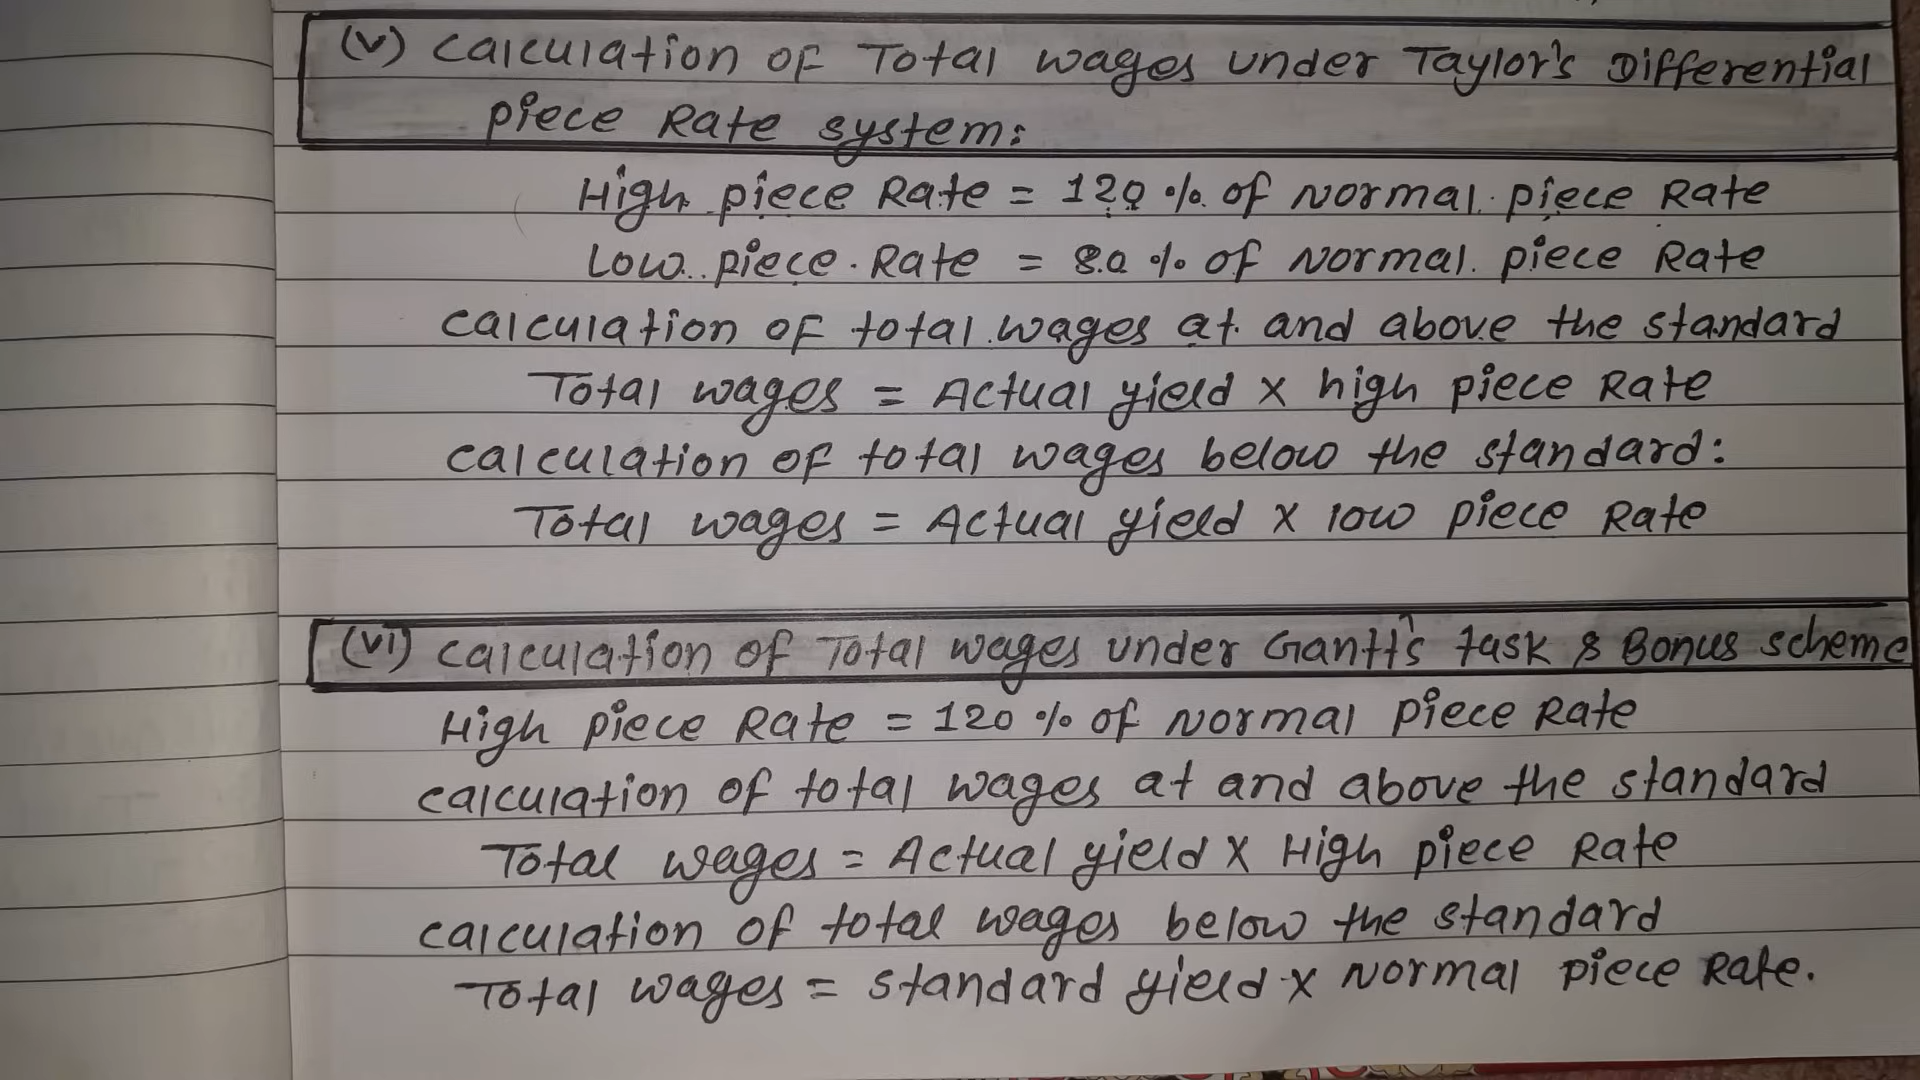 (v) Calculation of Total wages under Taylor's Differential
piece Rate system:
High piece Rate = 120 % of Normal piece Rate
Low piece Rate = 80 % of Normal piece Rate
calculation of total wages at and above the standard
Total wages = Actual yield x high piece Rate
calculation of total wages below the standard:
Total wages = Actual yield x low piece Rate
(vi) Calculation of Total wages under Gantt's task & Bonus scheme
High piece Rate = 120 % of Normal piece Rate
calculation of total wages at and above the standard
Total wages = Actual yield x High piece Rate
calculation of total wages below the standard
Total wages = standard yield x Normal piece Rate.